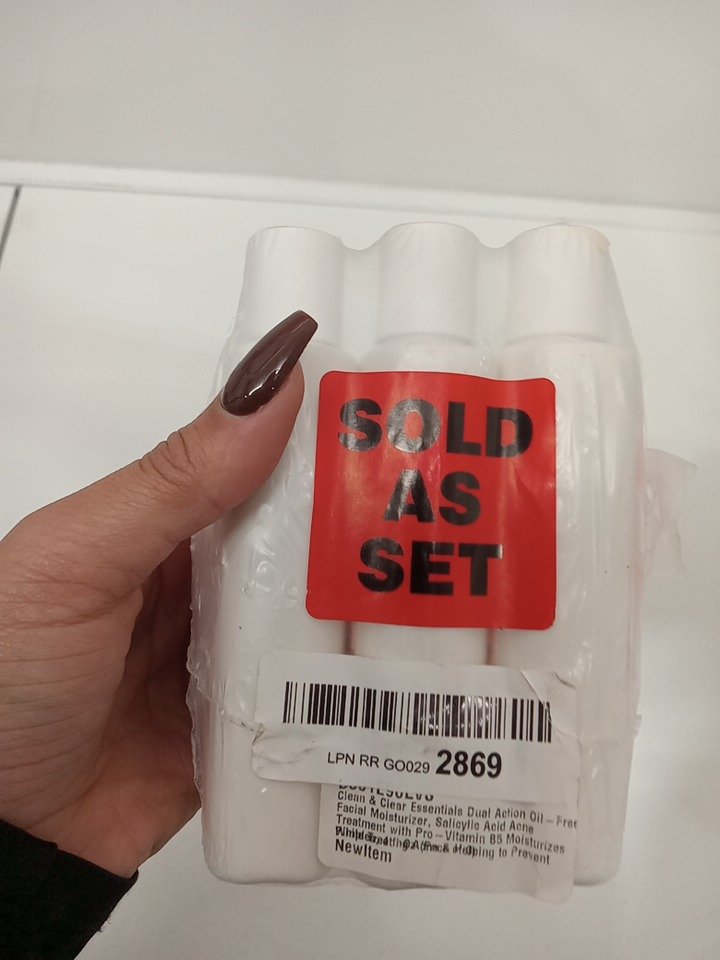 SOLD
AS
SET
LPN RR GO029 2869
Clean & Clear Essentials Dual Action Oil-Free
Facial Moisturizer, Salicylic Acid Acne
Treatment with Pro-Vitamin B5 Moisturizes
Helping to Prevent
NewItem